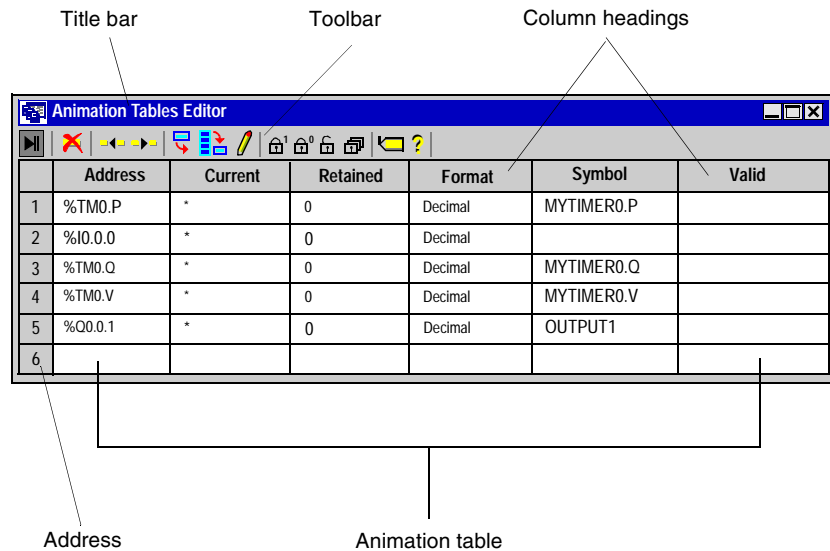 Title bar Toolbar Column headings
Animation Tables Editor
Address Current Retained Format Symbol Valid
1 %TM0.P * 0 Decimal MYTIMER0.P
2 %I0.0.0 * 0 Decimal
3 %TM0.Q * 0 Decimal MYTIMER0.Q
4 %TM0.V * 0 Decimal MYTIMER0.V
5 %Q0.0.1 * 0 Decimal OUTPUT1
6
Address Animation table